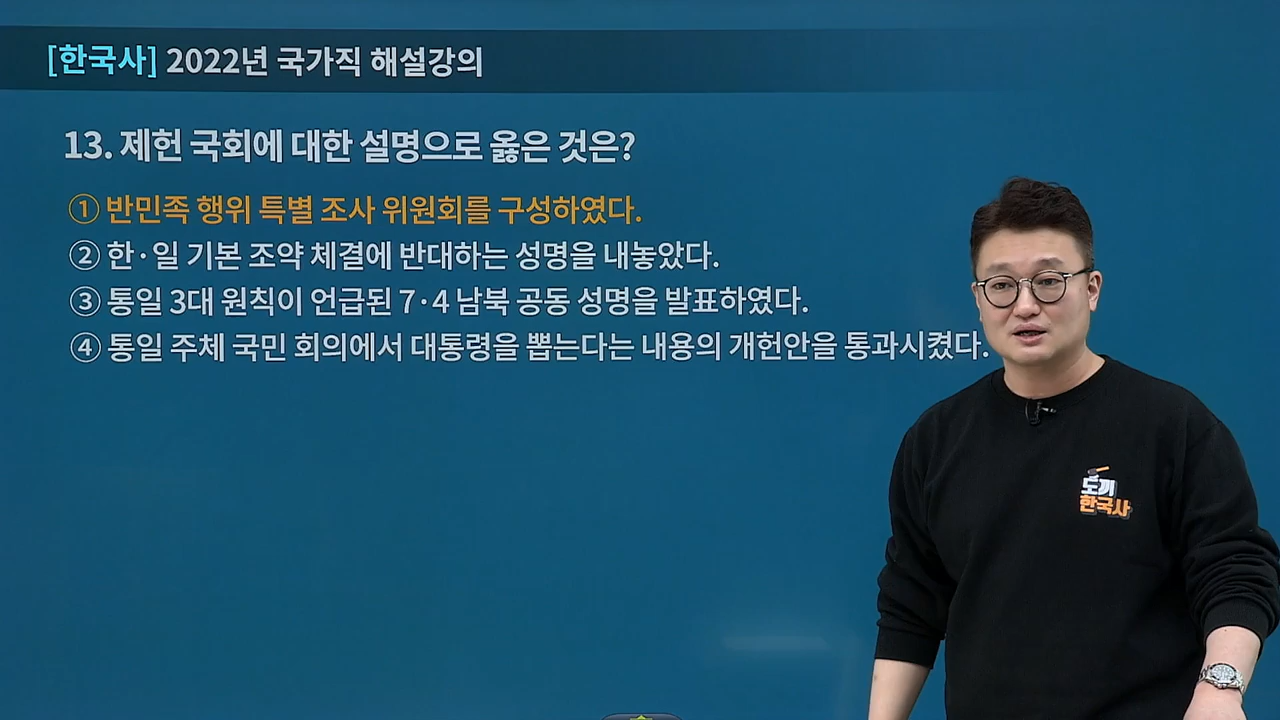 [한국사] 2022년 국가직 해설강의
13. 제헌 국회에 대한 설명으로 옳은 것은?
① 반민족 행위 특별 조사 위원회를 구성하였다.
② 한·일 기본 조약 체결에 반대하는 성명을 내놓았다.
③ 통일 3대 원칙이 언급된 7·4 남북 공동 성명을 발표하였다.
④ 통일 주체 국민 회의에서 대통령을 뽑는다는 내용의 개헌안을 통과시켰다.
도끼
한국사